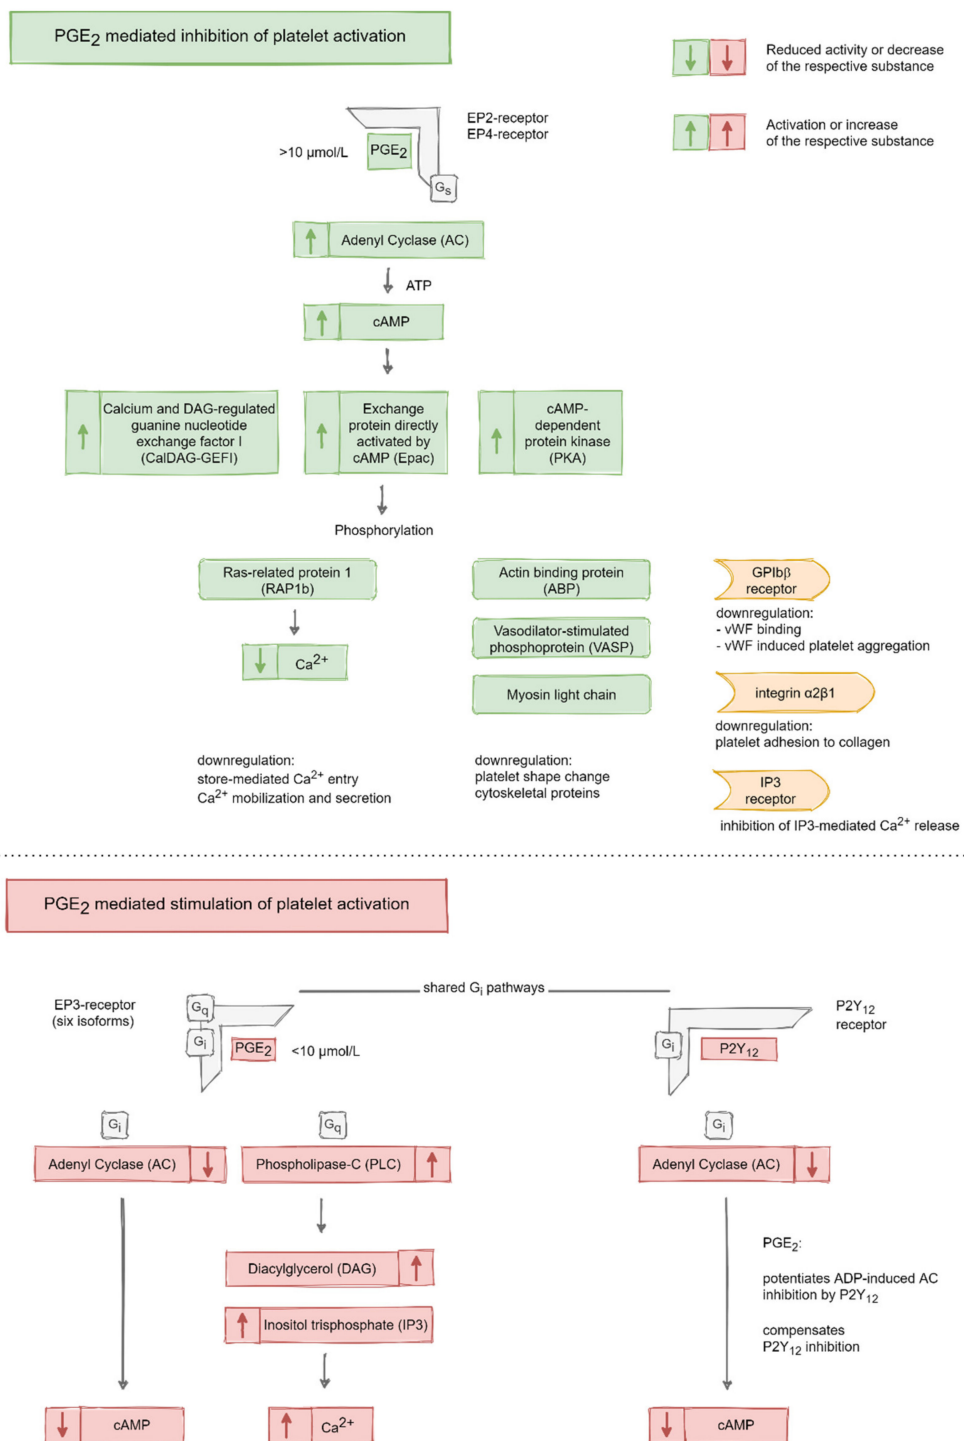 PGE2 mediated inhibition of platelet activation
Reduced activity or decrease
of the respective substance
Activation or increase
of the respective substance
EP2-receptor
EP4-receptor
>10 µmol/L
PGE2
Gs
Adenyl Cyclase (AC)
ATP
cAMP
Calcium and DAG-regulated
guanine nucleotide
exchange factor I
(CalDAG-GEFI)
Exchange
protein directly
activated by
cAMP (Epac)
cAMP-
dependent
protein kinase
(PKA)
Phosphorylation
Ras-related protein 1
(RAP1b)
Ca2+
downregulation:
store-mediated Ca2+ entry
Ca2+ mobilization and secretion
Actin binding protein
(ABP)
Vasodilator-stimulated
phosphoprotein (VASP)
Myosin light chain
downregulation:
platelet shape change
cytoskeletal proteins
GPIbβ
receptor
downregulation:
- vWF binding
- vWF induced platelet aggregation
integrin α2β1
downregulation:
platelet adhesion to collagen
IP3
receptor
inhibition of IP3-mediated Ca2+ release
PGE2 mediated stimulation of platelet activation
shared Gi pathways
EP3-receptor
(six isoforms)
Gq
Gi
PGE2
<10 µmol/L
P2Y12
receptor
Gi
P2Y12
Gi
Adenyl Cyclase (AC)
cAMP
Gq
Phospholipase-C (PLC)
Diacylglycerol (DAG)
Inositol trisphosphate (IP3)
Ca2+
Gi
Adenyl Cyclase (AC)
PGE2:
potentiates ADP-induced AC
inhibition by P2Y12
compensates
P2Y12 inhibition
cAMP